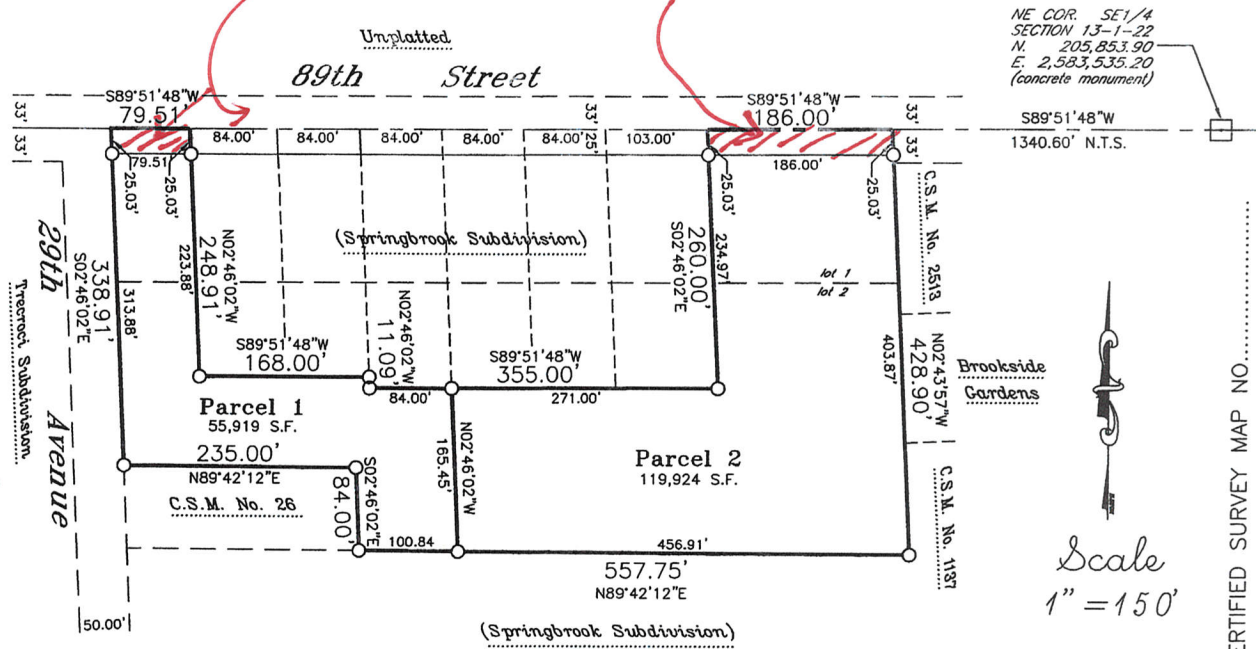 NE COR. SE1/4
SECTION 13-1-22
N. 205,853.90
E. 2,583,535.20
(concrete monument)
Unplatted
89th Street
S89°51'48"W
79.51'
33'
33'
S89°51'48"W
186.00'
33'
S89°51'48"W
1340.60' N.T.S.
33'
84.00'
84.00'
84.00'
84.00'
25'
103.00'
33'
79.51'
186.00'
25.03'
25.03'
25.03'
25.03'
C.S.M. No. 2513
(Springbrook Subdivision)
29th Avenue
Trecroci Subdivision
338.91'
S02°46'02"E
313.88'
223.88'
N02°46'02"W
248.91'
260.00'
S02°46'02"E
234.97'
lot 1
lot 2
N02°46'02"W
11.09'
S89°51'48"W
168.00'
S89°51'48"W
355.00'
84.00'
271.00'
403.87'
N02°43'57"W
428.90'
Brookside
Gardens
Parcel 1
55,919 S.F.
235.00'
N89°42'12"E
C.S.M. No. 26
S02°46'02"E
84.00'
N02°46'02"W
165.45'
Parcel 2
119,924 S.F.
C.S.M. No. 1137
100.84
456.91'
557.75'
N89°42'12"E
50.00'
(Springbrook Subdivision)
Scale
1" = 150'
ERTIFIED SURVEY MAP NO.